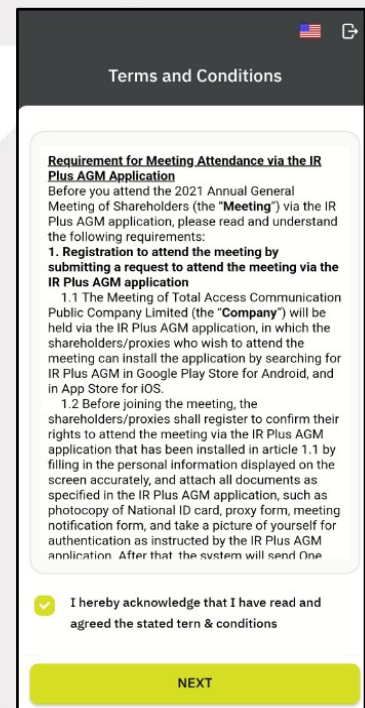 Terms and Conditions
Requirement for Meeting Attendance via the IR
Plus AGM Application
Before you attend the 2021 Annual General
Meeting of Shareholders (the “Meeting”) via the IR
Plus AGM application, please read and understand
the following requirements:
1. Registration to attend the meeting by
submitting a request to attend the meeting via the
IR Plus AGM application
1.1 The Meeting of Total Access Communication
Public Company Limited (the “Company”) will be
held via the IR Plus AGM application, in which the
shareholders/proxies who wish to attend the
meeting can install the application by searching for
IR Plus AGM in Google Play Store for Android, and
in App Store for iOS.
1.2 Before joining the meeting, the
shareholders/proxies shall register to confirm their
rights to attend the meeting via the IR Plus AGM
application that has been installed in article 1.1 by
filling in the personal information displayed on the
screen accurately, and attach all documents as
specified in the IR Plus AGM application, such as
photocopy of National ID card, proxy form, meeting
notification form, and take a picture of yourself for
authentication as instructed by the IR Plus AGM
application. After that, the system will send One
I hereby acknowledge that I have read and
agreed the stated tern & conditions
NEXT